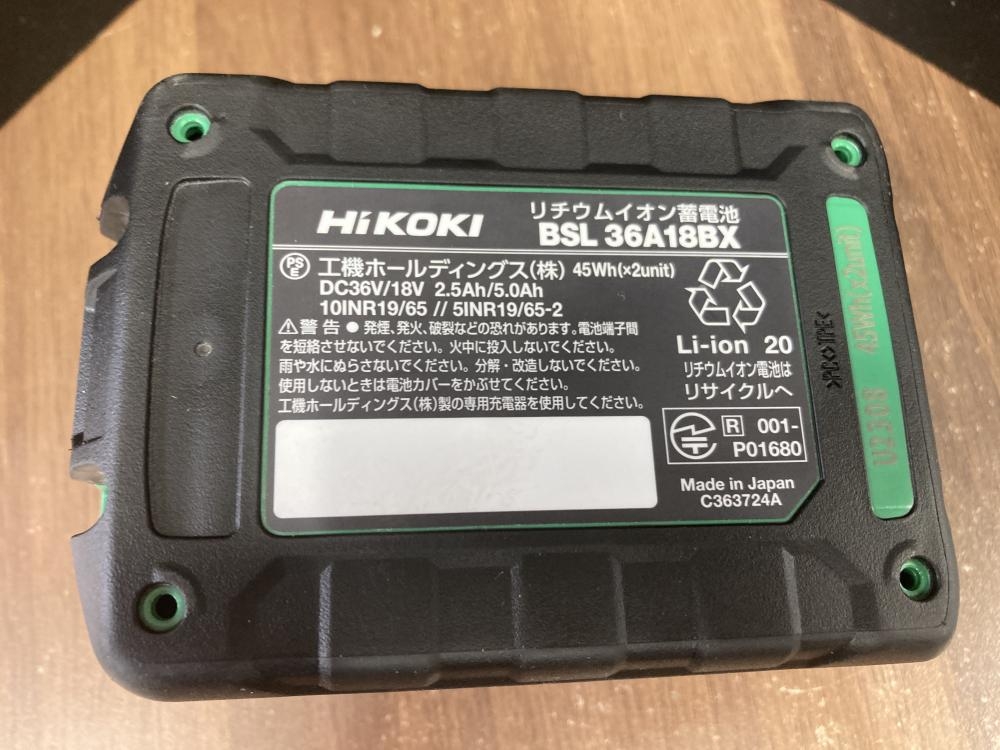 HiKOKI
リチウムイオン蓄電池
BSL 36A18BX
PS E
工機ホールディングス(株) 45Wh(×2unit)
DC36V/18V 2.5Ah/5.0Ah
10INR19/65 // 5INR19/65-2
⚠警告 ● 発煙、発火、破裂などの恐れがあります。電池端子間
を短絡させないでください。火中に投入しないでください。
雨や水にぬらさないでください。分解・改造しないでください。
使用しないときは電池カバーをかぶせてください。
工機ホールディングス(株)製の専用充電器を使用してください。
Li-ion 20
リチウムイオン電池は
リサイクルへ
R 001-
P01680
Made in Japan
C363724A
>PC<>TPE<
U2308 45Wh(×2unit)